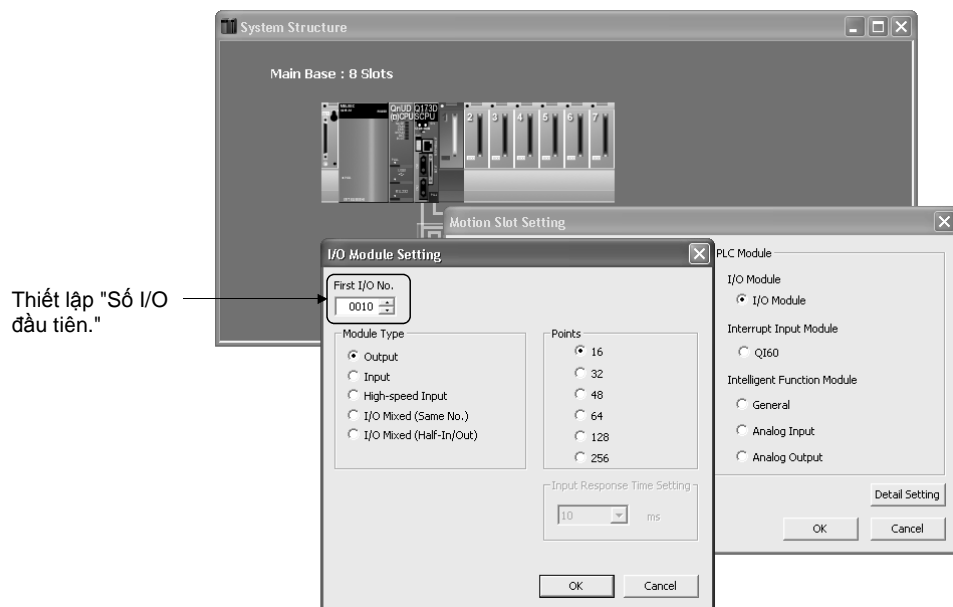 System Structure
Main Base : 8 Slots
QnUD Q173D
(P)CPU SCPU
2 3 4 5 6 7
Motion Slot Setting
I/O Module Setting
First I/O No.
0010
Thiết lập "Số I/O
đầu tiên."
Module Type
Output
Input
High-speed Input
I/O Mixed (Same No.)
I/O Mixed (Half-In/Out)
Points
16
32
48
64
128
256
Input Response Time Setting
10 ms
OK Cancel
PLC Module
I/O Module
I/O Module
Interrupt Input Module
QI60
Intelligent Function Module
General
Analog Input
Analog Output
Detail Setting
OK Cancel